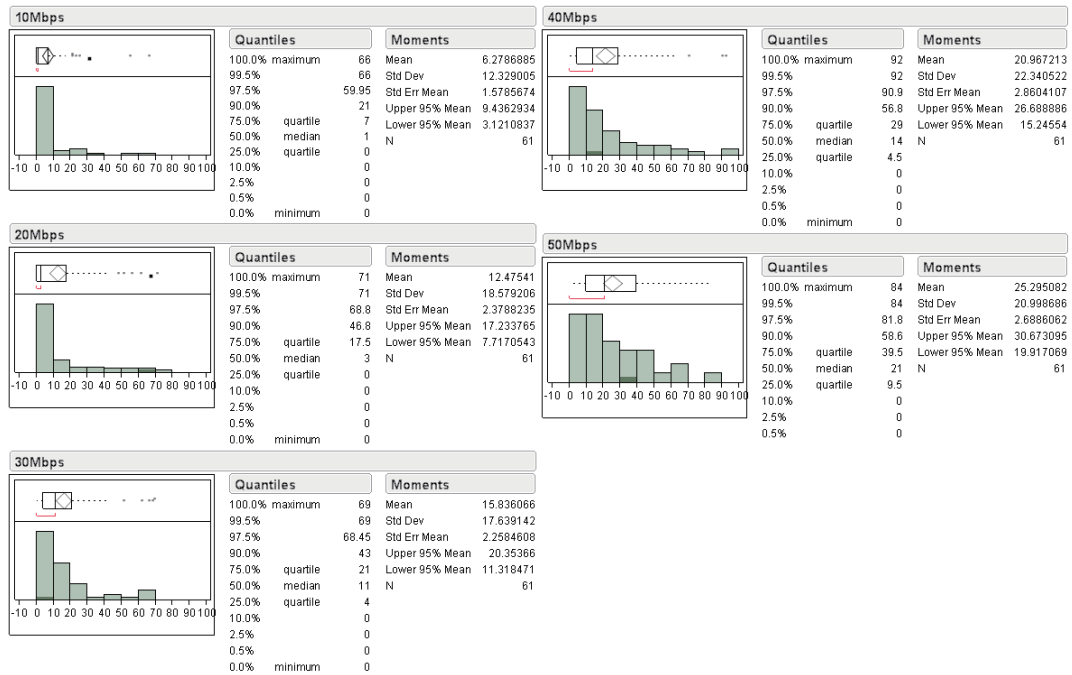 10Mbps
-10 0 10 20 30 40 50 60 70 80 90 100
Quantiles
100.0% maximum 66
99.5% 66
97.5% 59.95
90.0% 21
75.0% quartile 7
50.0% median 1
25.0% quartile 0
10.0% 0
2.5% 0
0.5% 0
0.0% minimum 0
Moments
Mean 6.2786885
Std Dev 12.329005
Std Err Mean 1.5785674
Upper 95% Mean 9.4362934
Lower 95% Mean 3.1210837
N 61
20Mbps
-10 0 10 20 30 40 50 60 70 80 90 100
Quantiles
100.0% maximum 71
99.5% 71
97.5% 68.8
90.0% 46.8
75.0% quartile 17.5
50.0% median 3
25.0% quartile 0
10.0% 0
2.5% 0
0.5% 0
0.0% minimum 0
Moments
Mean 12.47541
Std Dev 18.579206
Std Err Mean 2.3788235
Upper 95% Mean 17.233765
Lower 95% Mean 7.7170543
N 61
30Mbps
-10 0 10 20 30 40 50 60 70 80 90 100
Quantiles
100.0% maximum 69
99.5% 69
97.5% 68.45
90.0% 43
75.0% quartile 21
50.0% median 11
25.0% quartile 4
10.0% 0
2.5% 0
0.5% 0
0.0% minimum 0
Moments
Mean 15.836066
Std Dev 17.639142
Std Err Mean 2.2584608
Upper 95% Mean 20.35366
Lower 95% Mean 11.318471
N 61
40Mbps
-10 0 10 20 30 40 50 60 70 80 90 100
Quantiles
100.0% maximum 92
99.5% 92
97.5% 90.9
90.0% 56.8
75.0% quartile 29
50.0% median 14
25.0% quartile 4.5
10.0% 0
2.5% 0
0.5% 0
0.0% minimum 0
Moments
Mean 20.967213
Std Dev 22.340522
Std Err Mean 2.8604107
Upper 95% Mean 26.688886
Lower 95% Mean 15.24554
N 61
50Mbps
-10 0 10 20 30 40 50 60 70 80 90 100
Quantiles
100.0% maximum 84
99.5% 84
97.5% 81.8
90.0% 58.6
75.0% quartile 39.5
50.0% median 21
25.0% quartile 9.5
10.0% 0
2.5% 0
0.5% 0
Moments
Mean 25.295082
Std Dev 20.998686
Std Err Mean 2.6886062
Upper 95% Mean 30.673095
Lower 95% Mean 19.917069
N 61